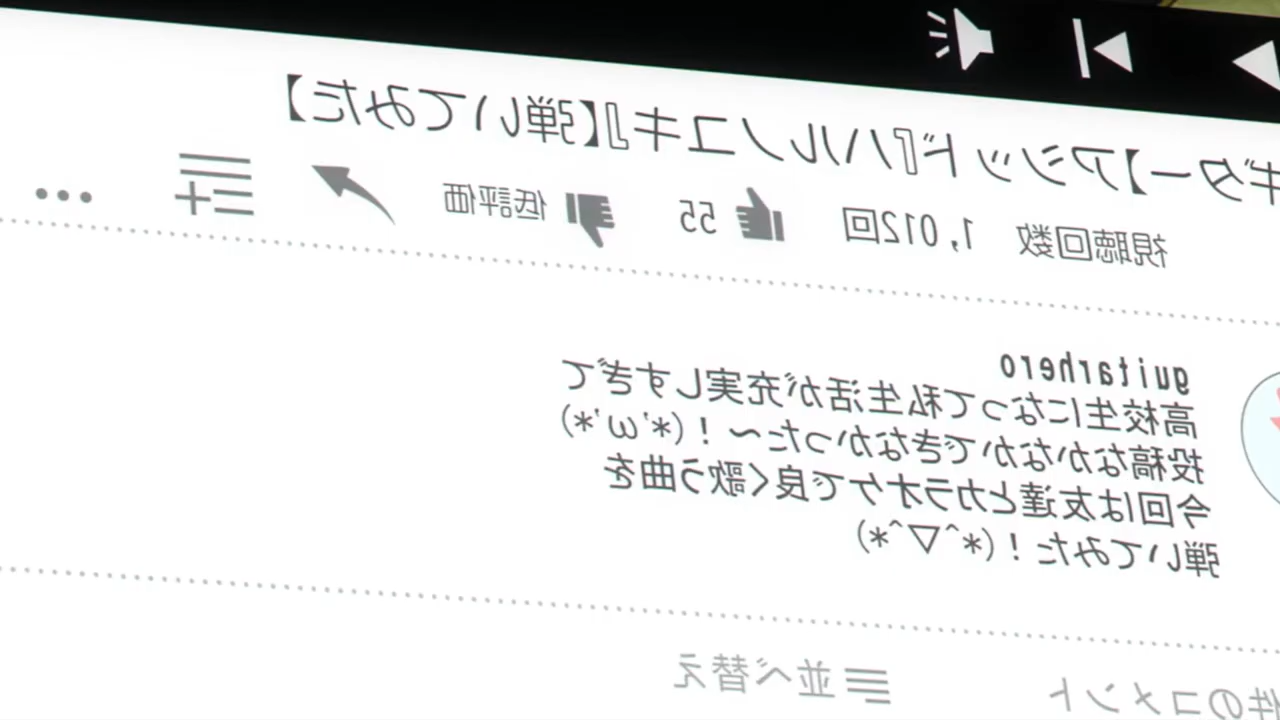 ギター】アシッド『ハルノユキ』【弾いてみた】
視聴回数 1,012回 55 低評価
guitarhero
高校生になって私生活が充実しすぎて
投稿なかなかできなかった～！(*'ω'*)
今回は友達とカラオケで良く歌う曲を
弾いてみた！(*^▽^*)
件のコメント 並べ替え